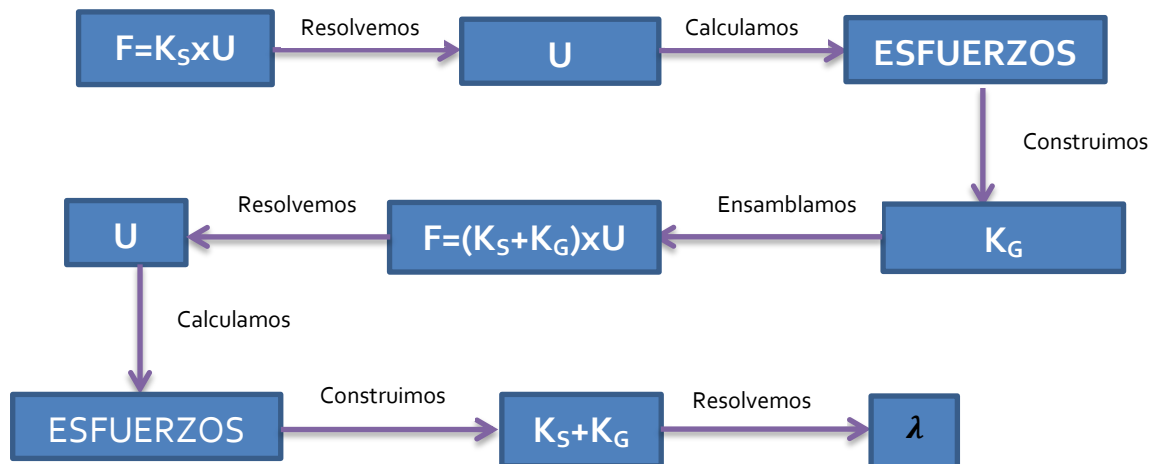 F=KSxU
Resolvemos
U
Calculamos
ESFUERZOS
Construimos
KG
Ensamblamos
F=(KS+KG)xU
Resolvemos
U
Calculamos
ESFUERZOS
Construimos
KS+KG
Resolvemos
λ